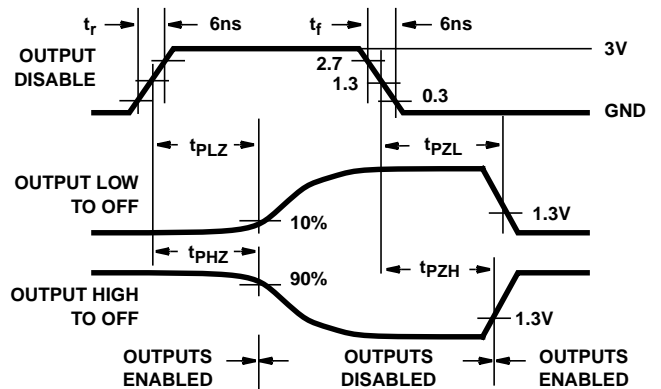 tr 6ns tf 6ns
OUTPUT
DISABLE
3V
2.7
1.3
0.3
GND
tPLZ tPZL
OUTPUT LOW
TO OFF
10%
1.3V
tPHZ tPZH
OUTPUT HIGH
TO OFF
90%
1.3V
OUTPUTS
ENABLED
OUTPUTS
DISABLED
OUTPUTS
ENABLED